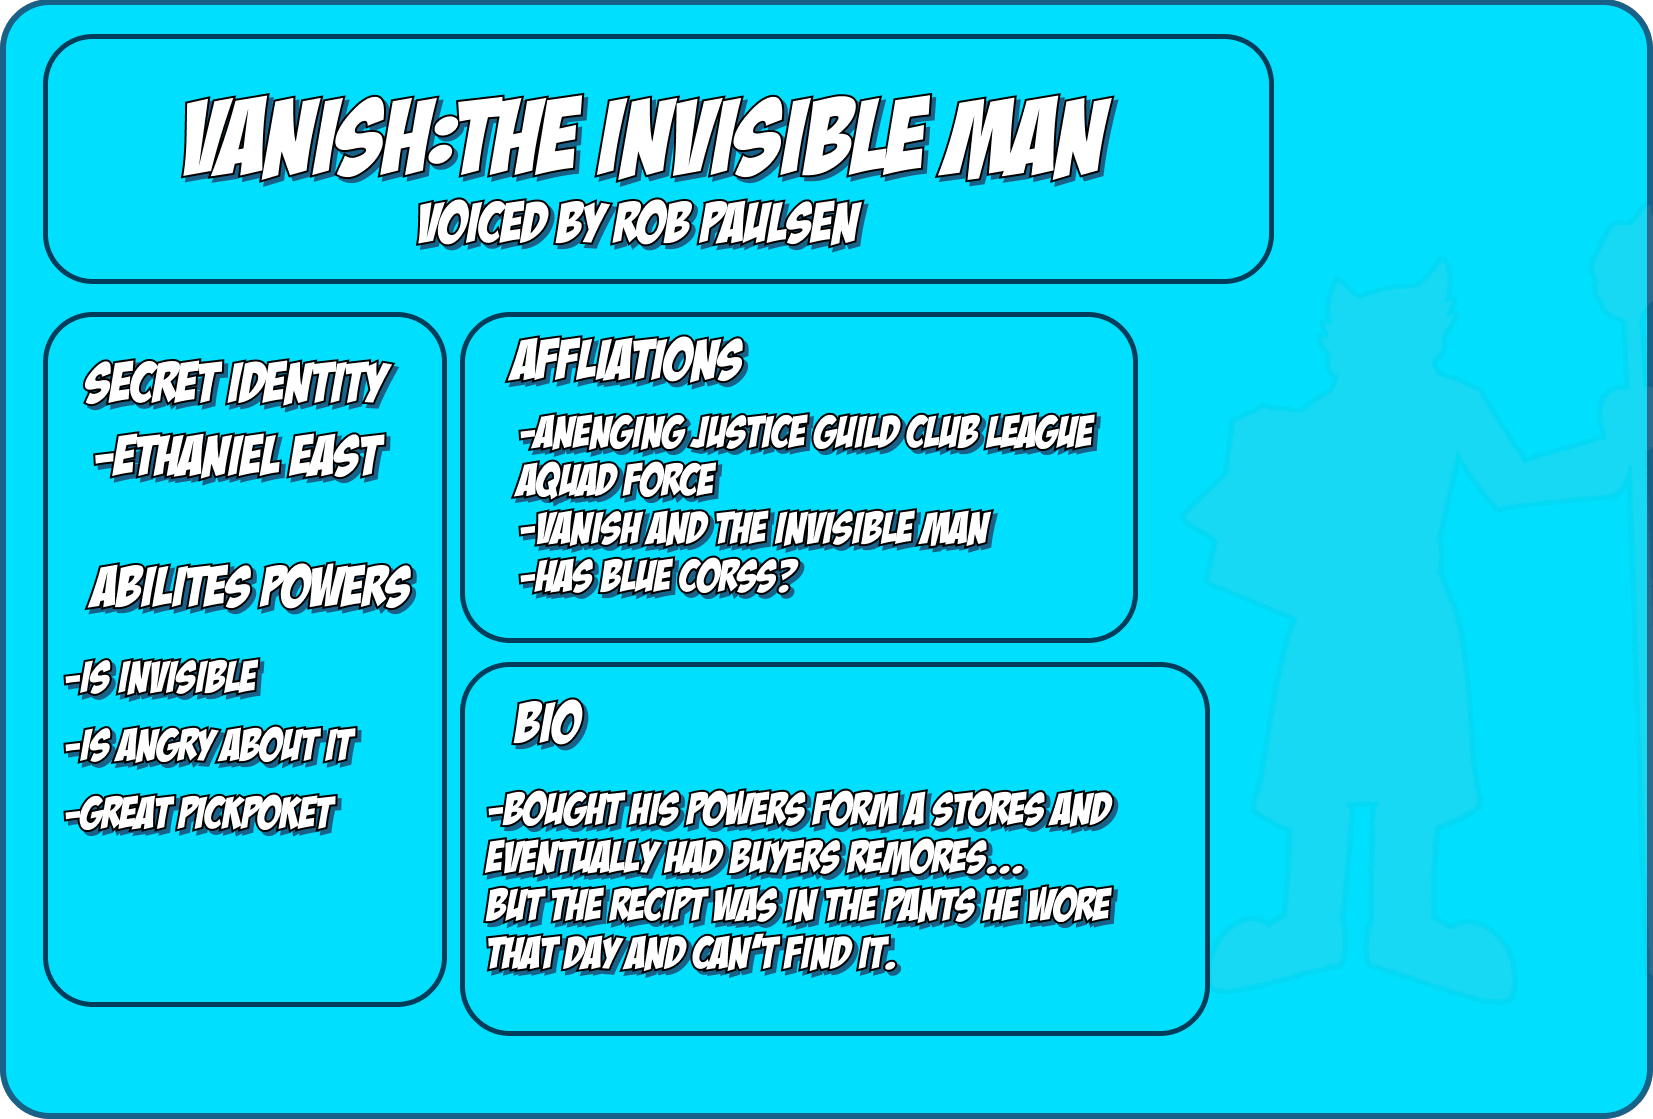 VANISH:THE INVISIBLE MAN
VOICED BY ROB PAULSEN
SECRET IDENTITY
-ETHANIEL EAST
ABILITES POWERS
-IS INVISIBLE
-IS ANGRY ABOUT IT
-GREAT PICKPOKET
AFFLIATIONS
-ANENGING JUSTICE GUILD CLUB LEAGUE
AQUAD FORCE
-VANISH AND THE INVISIBLE MAN
-HAS BLUE CORSS?
BIO
-BOUGHT HIS POWERS FORM A STORES AND
EVENTUALLY HAD BUYERS REMORES...
BUT THE RECIPT WAS IN THE PANTS HE WORE
THAT DAY AND CAN'T FIND IT.